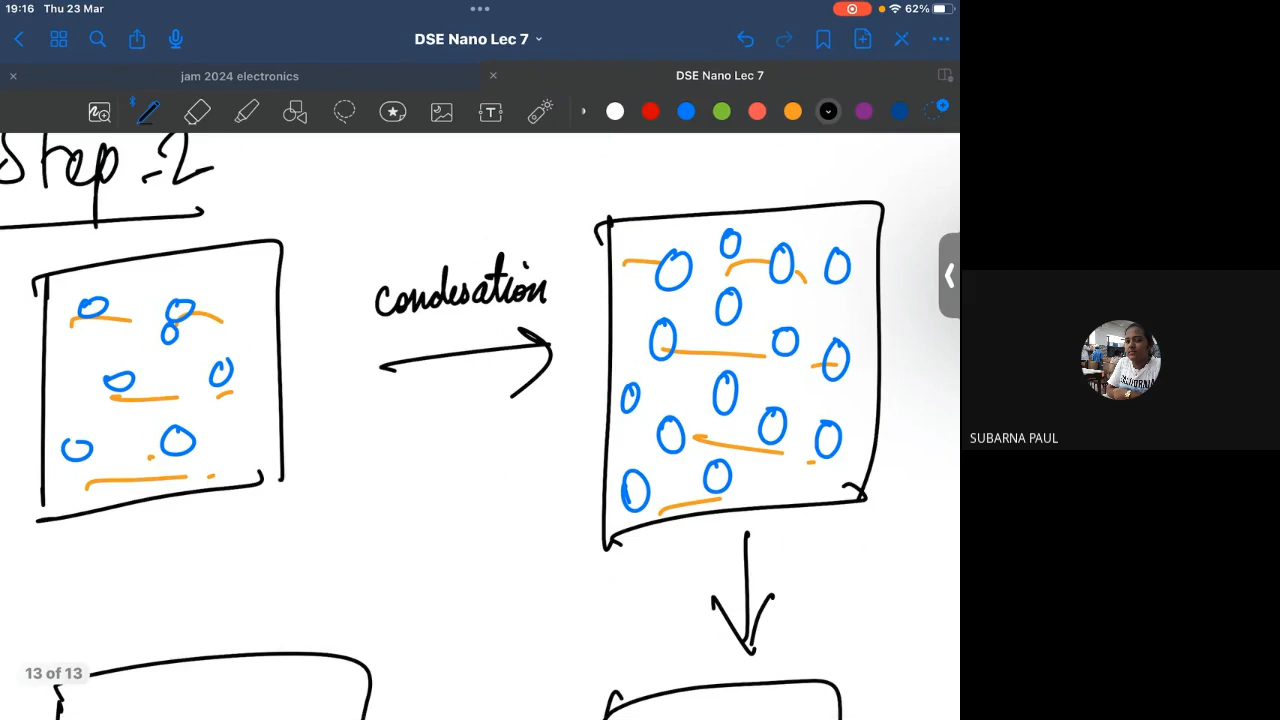 19:16 Thu 23 Mar
62%
DSE Nano Lec 7
jam 2024 electronics
DSE Nano Lec 7
T
Step-2
condesation
SUBARNA PAUL
13 of 13